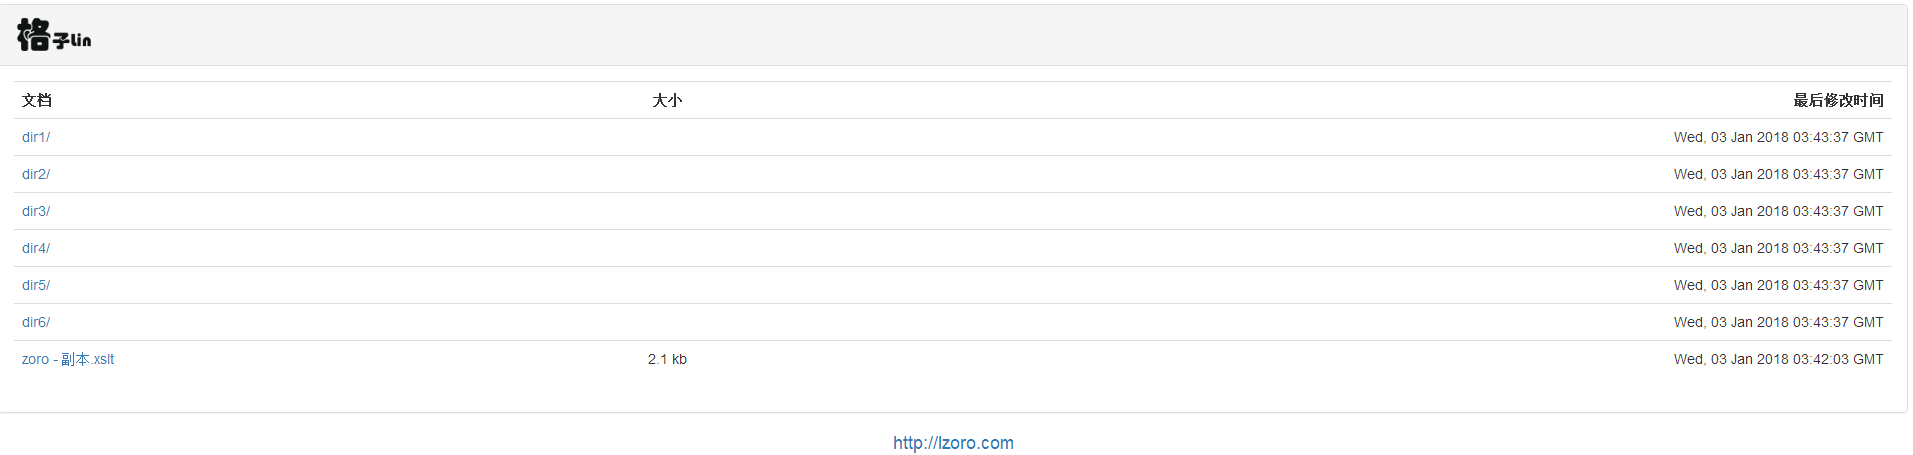 格子Lin
文档 大小 最后修改时间
dir1/ Wed, 03 Jan 2018 03:43:37 GMT
dir2/ Wed, 03 Jan 2018 03:43:37 GMT
dir3/ Wed, 03 Jan 2018 03:43:37 GMT
dir4/ Wed, 03 Jan 2018 03:43:37 GMT
dir5/ Wed, 03 Jan 2018 03:43:37 GMT
dir6/ Wed, 03 Jan 2018 03:43:37 GMT
zoro - 副本.xslt 2.1 kb Wed, 03 Jan 2018 03:42:03 GMT
http://lzoro.com